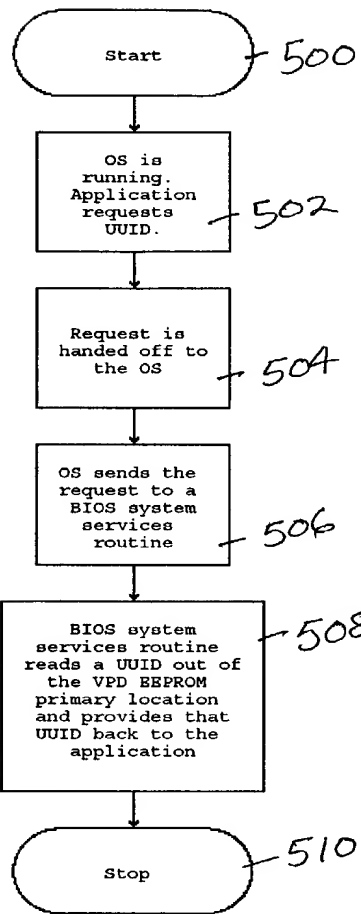 Start
500
OS is
running.
Application
requests
UUID.
502
Request is
handed off to
the OS
504
OS sends the
request to a
BIOS system
services
routine
506
BIOS system
services routine
reads a UUID out of
the VPD EEPROM
primary location
and provides that
UUID back to the
application
508
Stop
510